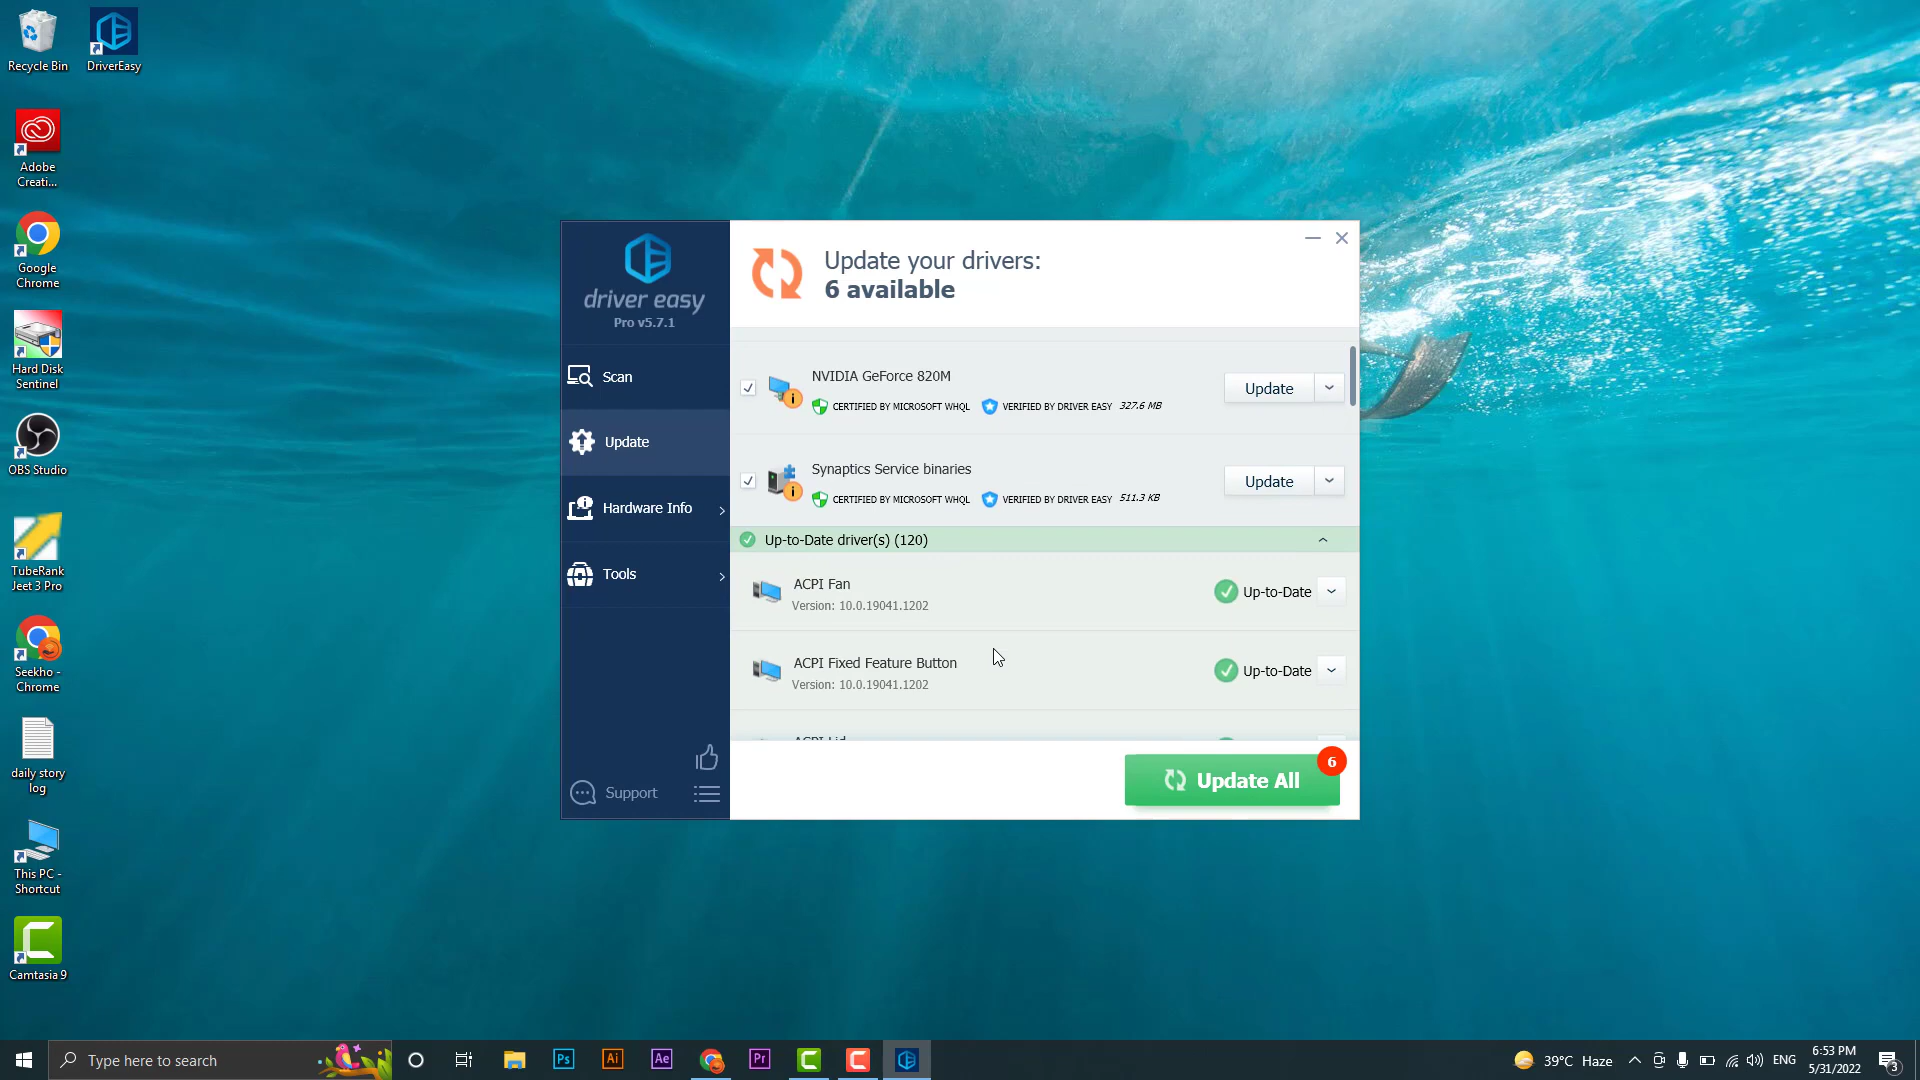 Recycle Bin
DriverEasy
Adobe
Creati...
Google
Chrome
Hard Disk
Sentinel
OBS Studio
TubeRank
Jeet 3 Pro
Seekho -
Chrome
daily story
log
This PC -
Shortcut
Camtasia 9
driver easy
Pro v5.7.1
Scan
Update
Hardware Info
Tools
Support
Update your drivers:
6 available
NVIDIA GeForce 820M
CERTIFIED BY MICROSOFT WHQL VERIFIED BY DRIVER EASY 327.6 MB
Update
Synaptics Service binaries
CERTIFIED BY MICROSOFT WHQL VERIFIED BY DRIVER EASY 511.3 KB
Update
Up-to-Date driver(s) (120)
ACPI Fan
Version: 10.0.19041.1202
Up-to-Date
ACPI Fixed Feature Button
Version: 10.0.19041.1202
Up-to-Date
ACPI Lid
Update All
6
Type here to search
Ps
Ai
Ae
Pr
39°C Haze
ENG
6:53 PM
5/31/2022
3